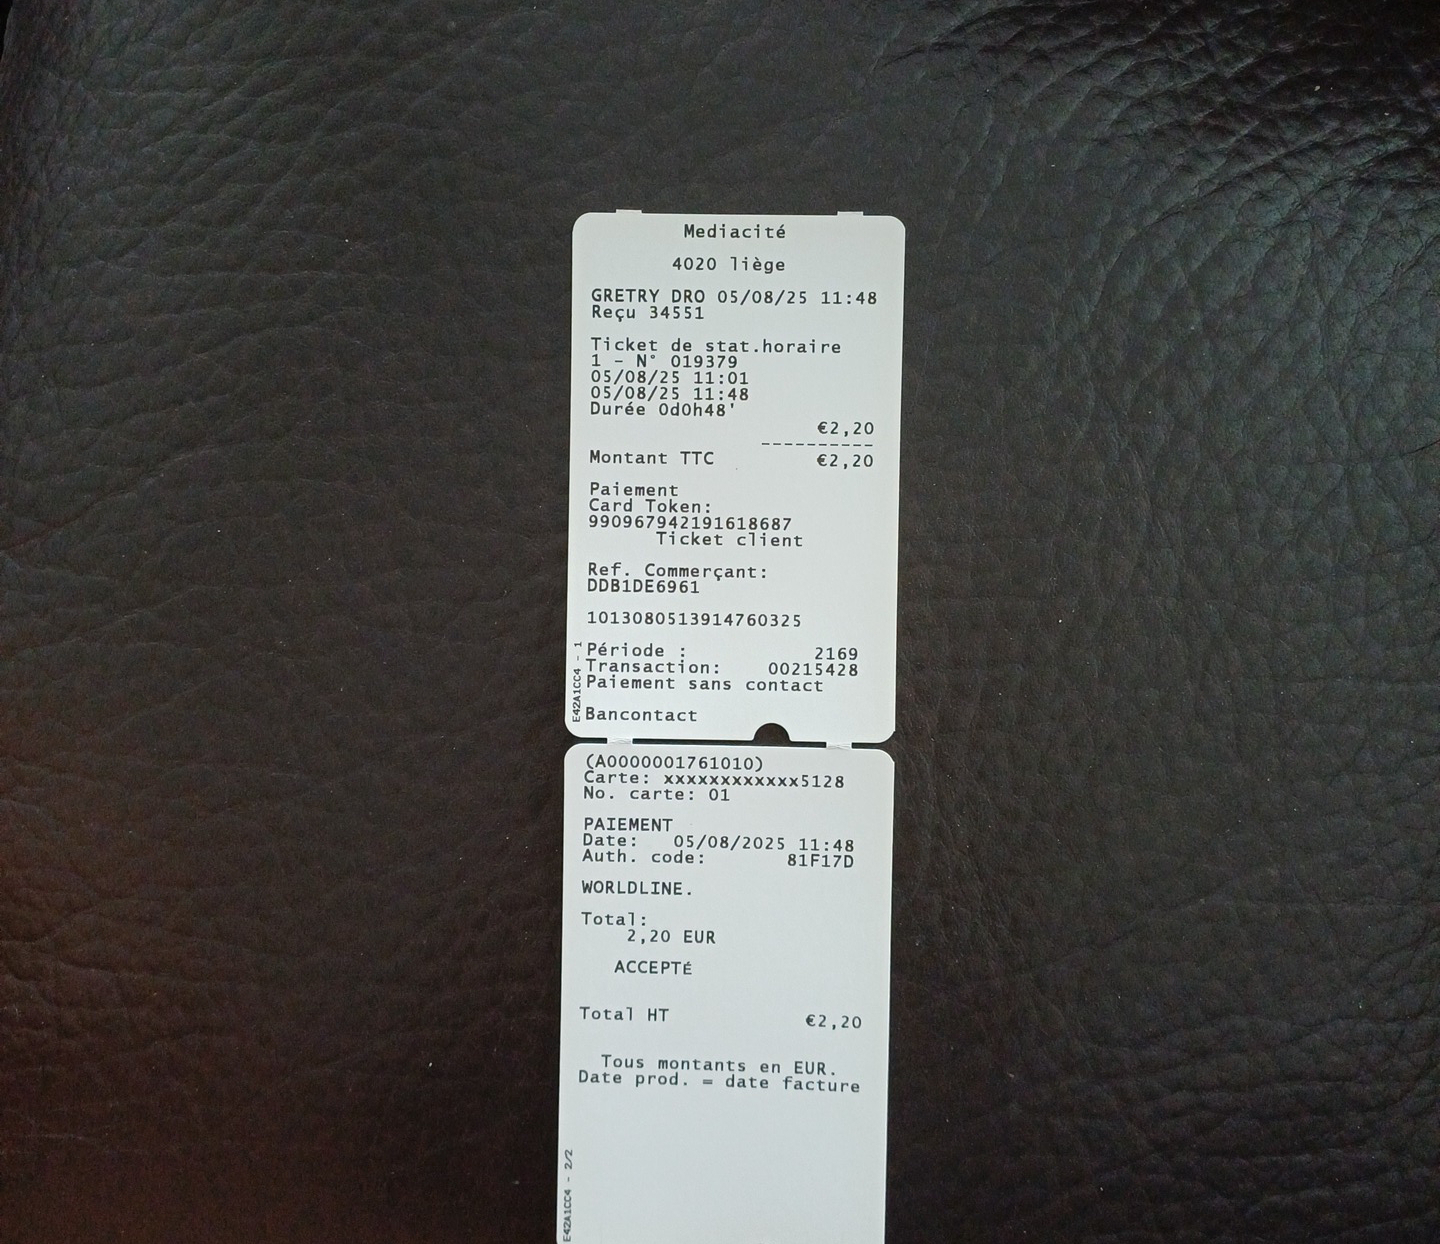 Mediacité
4020 liège
GRETRY DRO 05/08/25 11:48
Reçu 34551
Ticket de stat.horaire
1 - N° 019379
05/08/25 11:01
05/08/25 11:48
Durée 0d0h48'
€2,20
----------
Montant TTC €2,20
Paiement
Card Token:
990967942191618687
Ticket client
Ref. Commerçant:
DDB1DE6961
1013080513914760325
Période : 2169
Transaction: 00215428
Paiement sans contact
Bancontact
E42A1CC4 - 1
(A0000001761010)
Carte: xxxxxxxxxxxx5128
No. carte: 01
PAIEMENT
Date: 05/08/2025 11:48
Auth. code: 81F17D
WORLDLINE.
Total:
2,20 EUR
ACCEPTÉ
Total HT €2,20
Tous montants en EUR.
Date prod. = date facture
E42A1CC4 - 2/2